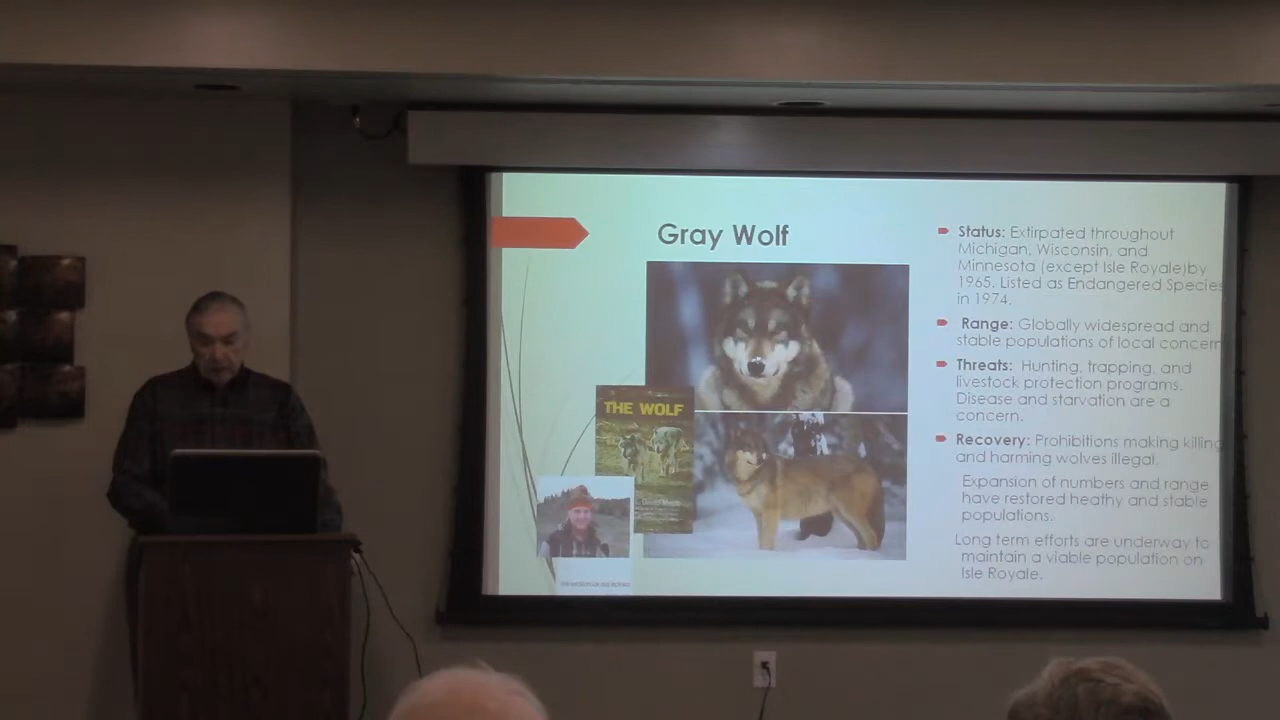 Gray Wolf
Status: Extirpated throughout
Michigan, Wisconsin, and
Minnesota (except Isle Royale)by
1965. Listed as Endangered Species
in 1974.
Range: Globally widespread and
stable populations of local concern
Threats: Hunting, trapping, and
livestock protection programs.
Disease and starvation are a
concern.
Recovery: Prohibitions making killing
and harming wolves illegal.
Expansion of numbers and range
have restored heathy and stable
populations.
Long term efforts are underway to
maintain a viable population on
Isle Royale.
THE WOLF